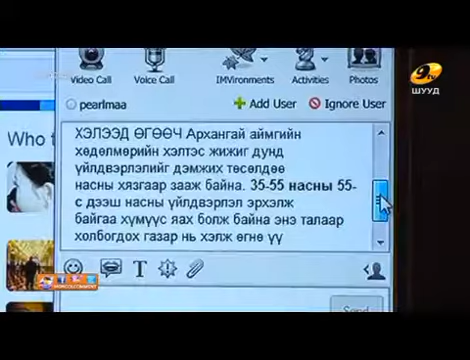 9tv
ШУУД
Video Call
Voice Call
IMVironments
Activities
Photos
pearlmaa
Add User
Ignore User
ХЭЛЭЭД ӨГӨӨЧ Архангай аймгийн
хөдөлмөрийн хэлтэс жижиг дунд
үйлдвэрлэлийг дэмжих төсөлдөө
насны хязгаар зааж байна. 35-55 насны 55-
с дээш насны үйлдвэрлэл эрхэлж
байгаа хүмүүс яах болж байна энэ талаар
холбогдох газар нь хэлж өгнө үү
Who
T
Send